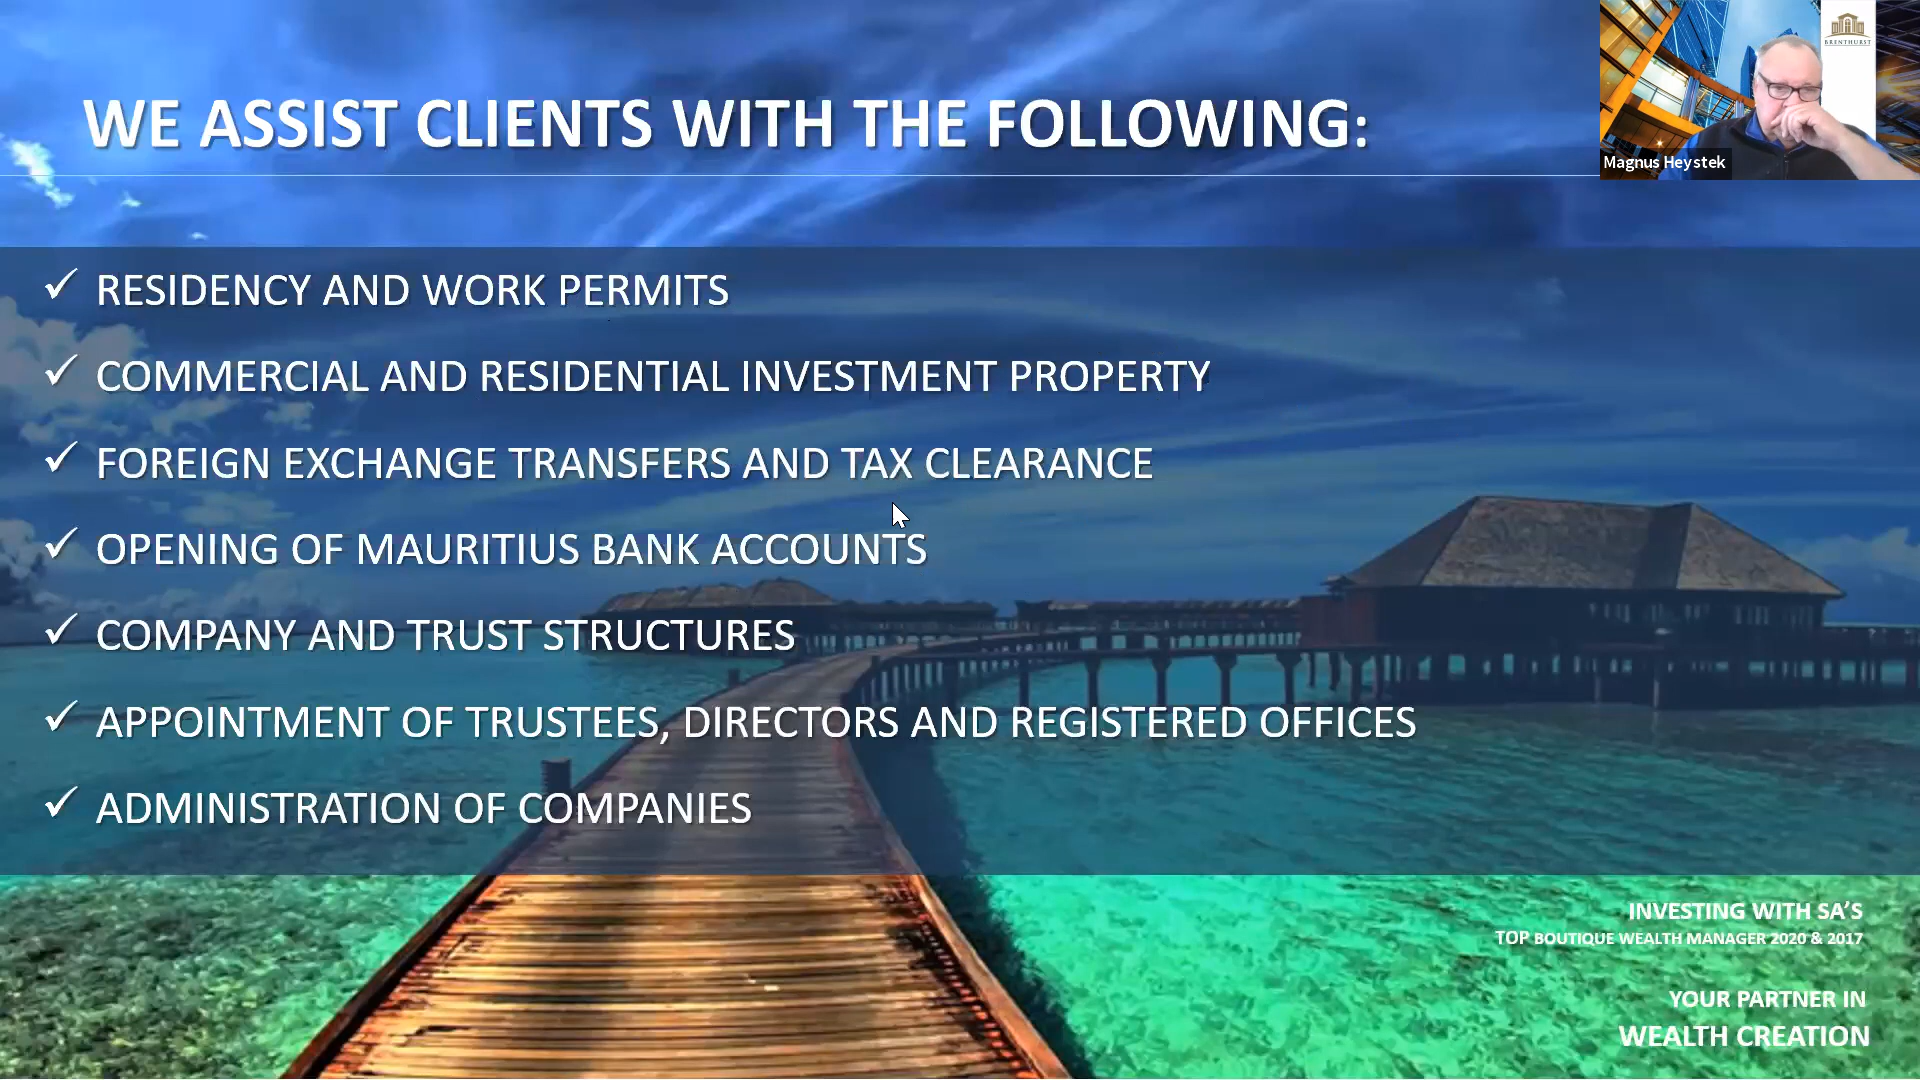 WE ASSIST CLIENTS WITH THE FOLLOWING:
BRENTHURST
Magnus Heystek
✓ RESIDENCY AND WORK PERMITS
✓ COMMERCIAL AND RESIDENTIAL INVESTMENT PROPERTY
✓ FOREIGN EXCHANGE TRANSFERS AND TAX CLEARANCE
✓ OPENING OF MAURITIUS BANK ACCOUNTS
✓ COMPANY AND TRUST STRUCTURES
✓ APPOINTMENT OF TRUSTEES, DIRECTORS AND REGISTERED OFFICES
✓ ADMINISTRATION OF COMPANIES
INVESTING WITH SA'S
TOP BOUTIQUE WEALTH MANAGER 2020 & 2017
YOUR PARTNER IN
WEALTH CREATION